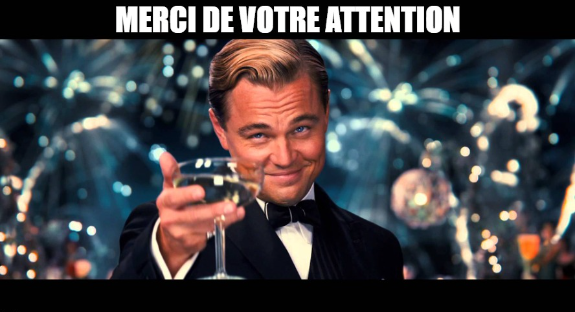 MERCI DE VOTRE ATTENTION